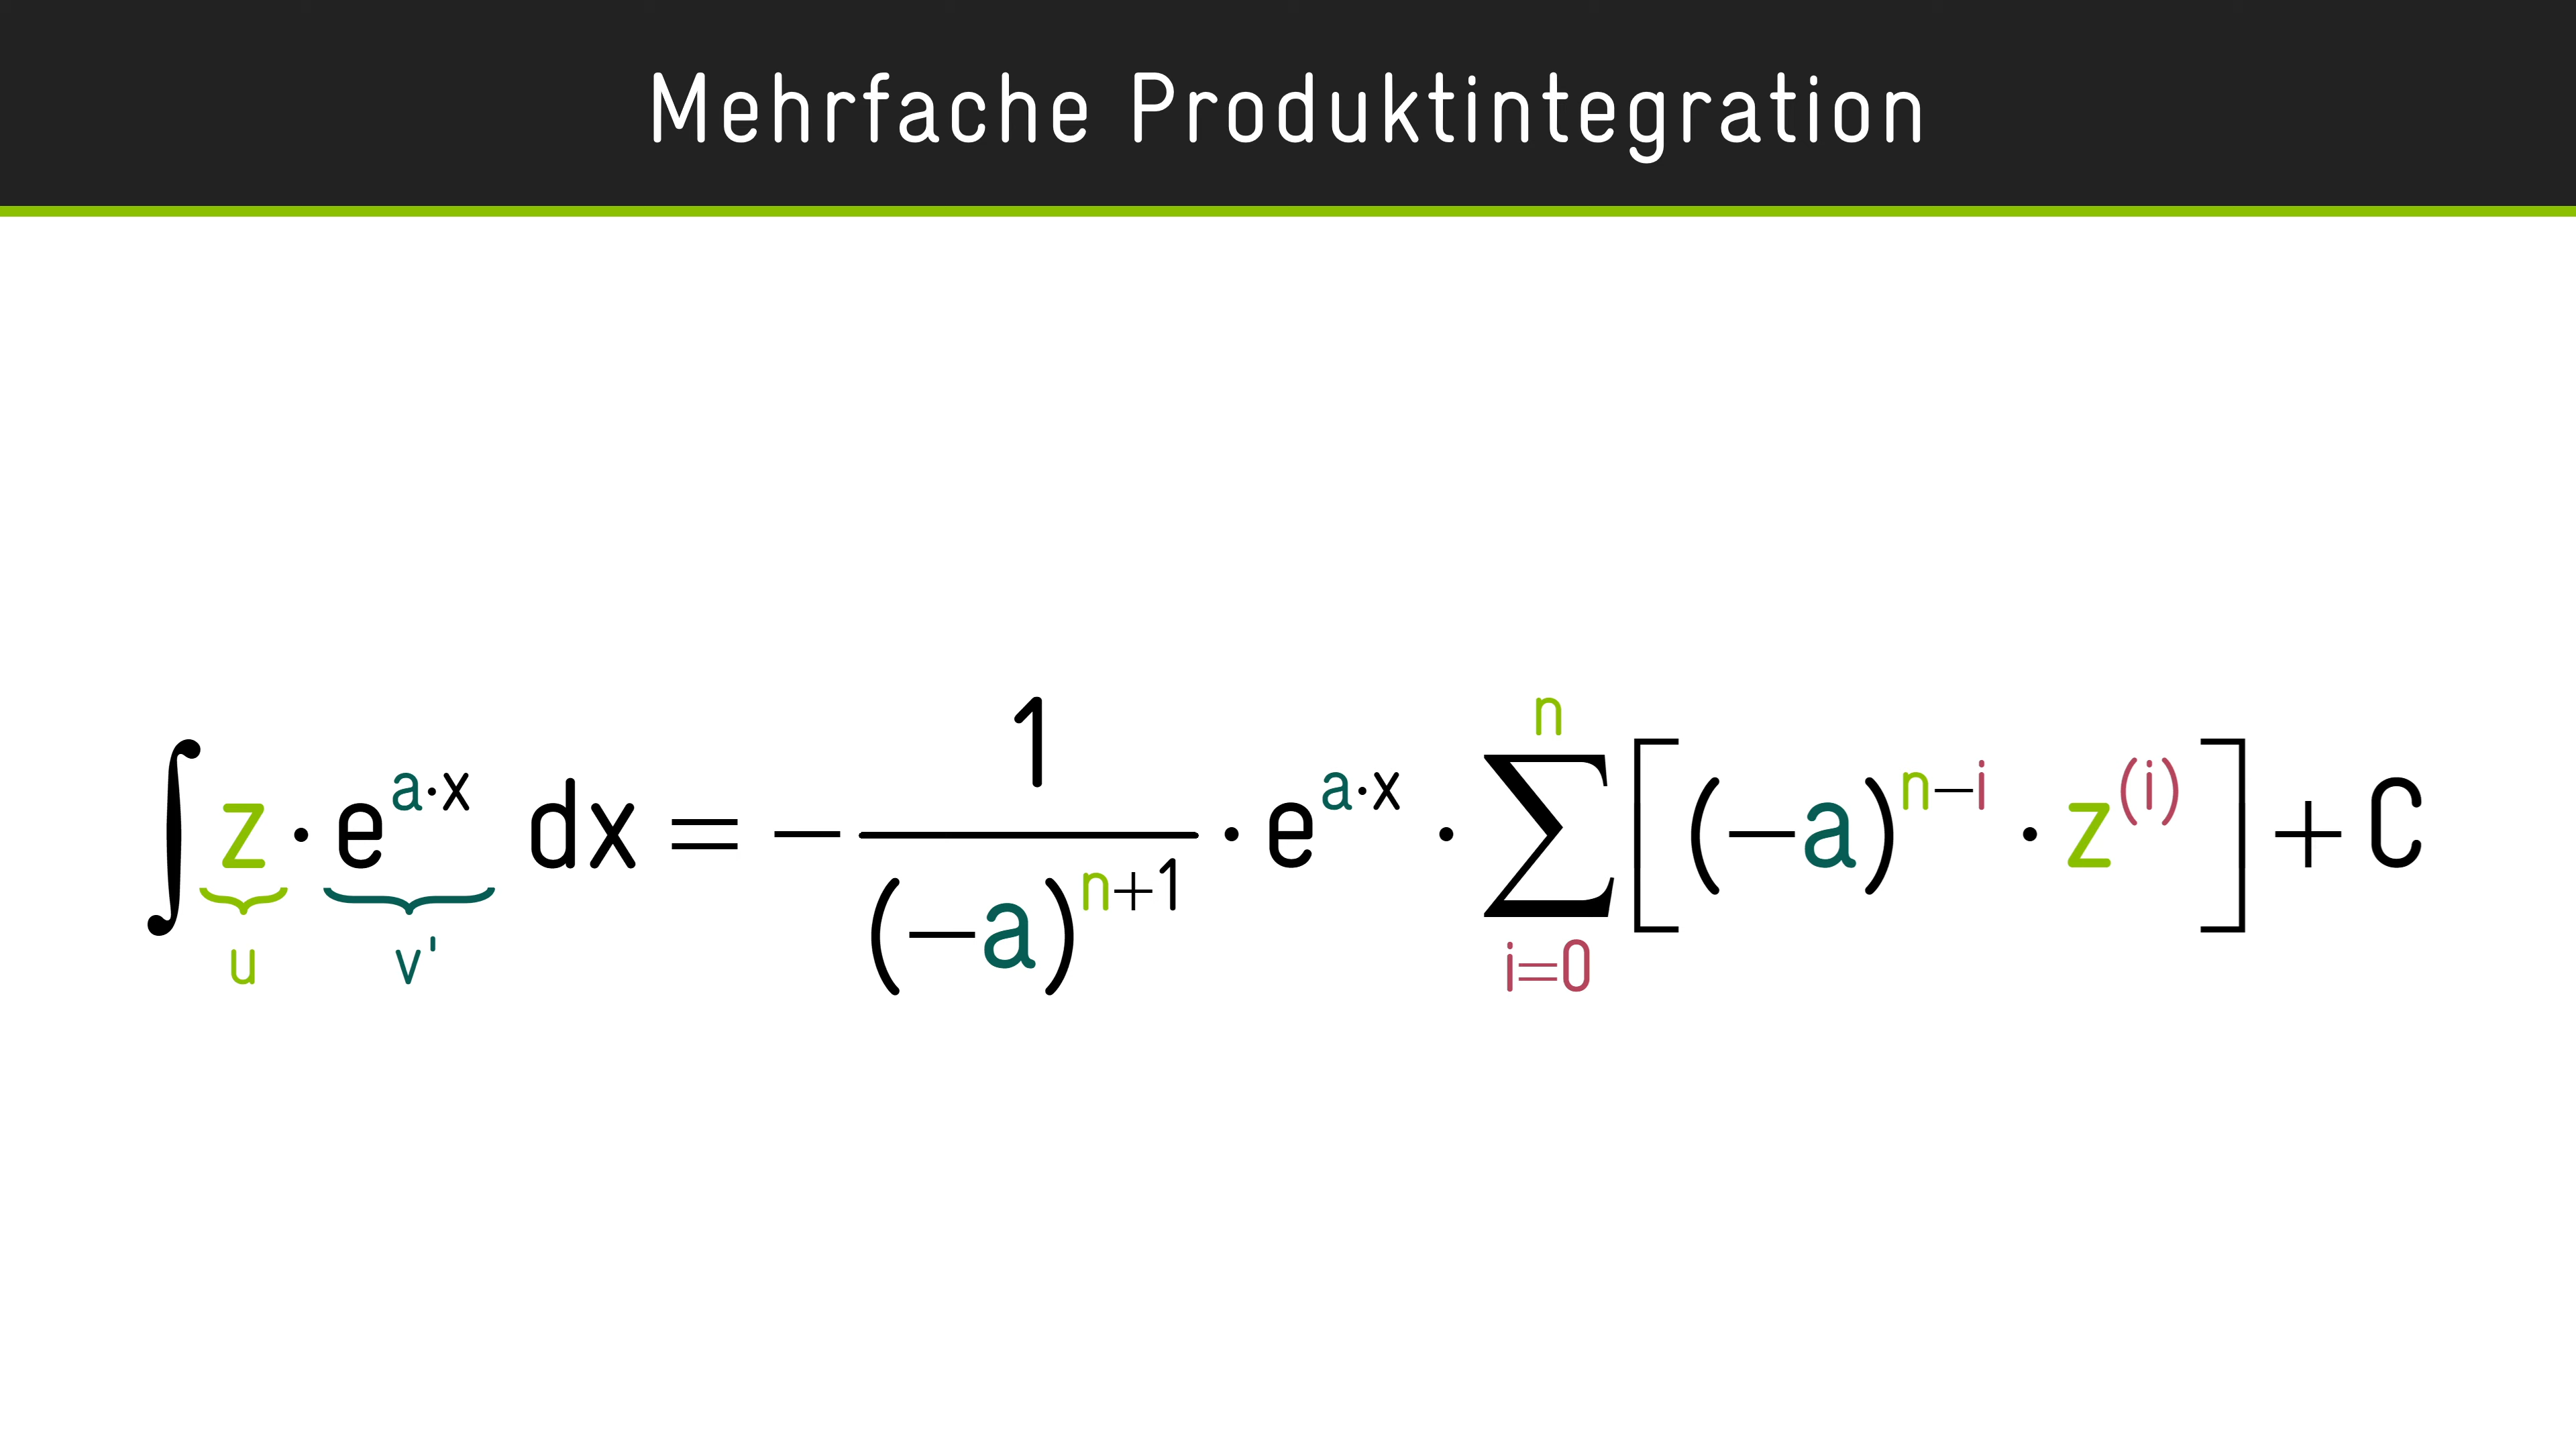 Mehrfache Produktintegration
∫ z · e^{a·x} dx = − 1/(−a)^{n+1} · e^{a·x} · ∑_{i=0}^{n} [(−a)^{n−i} · z^{(i)}] + C
u v'